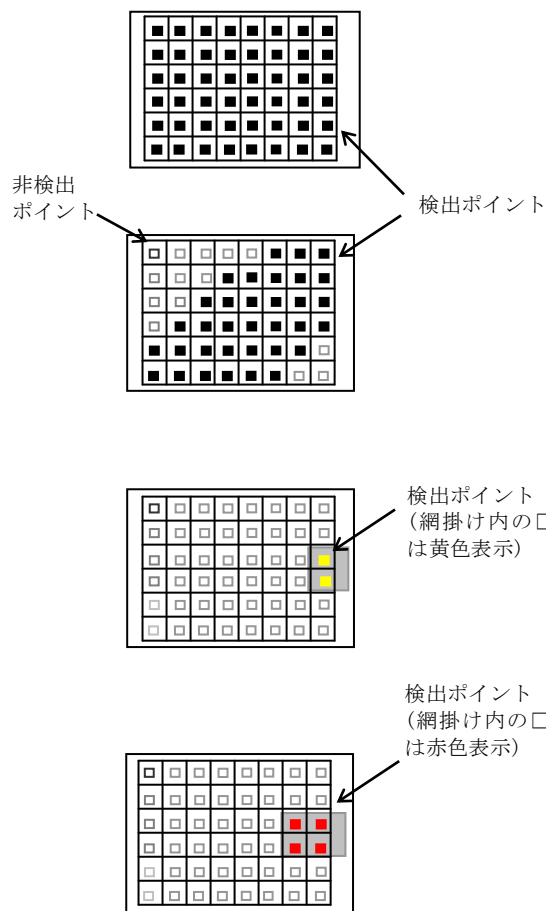 非検出
ポイント
検出ポイント
検出ポイント
（網掛け内の□
は黄色表示）
検出ポイント
（網掛け内の□
は赤色表示）